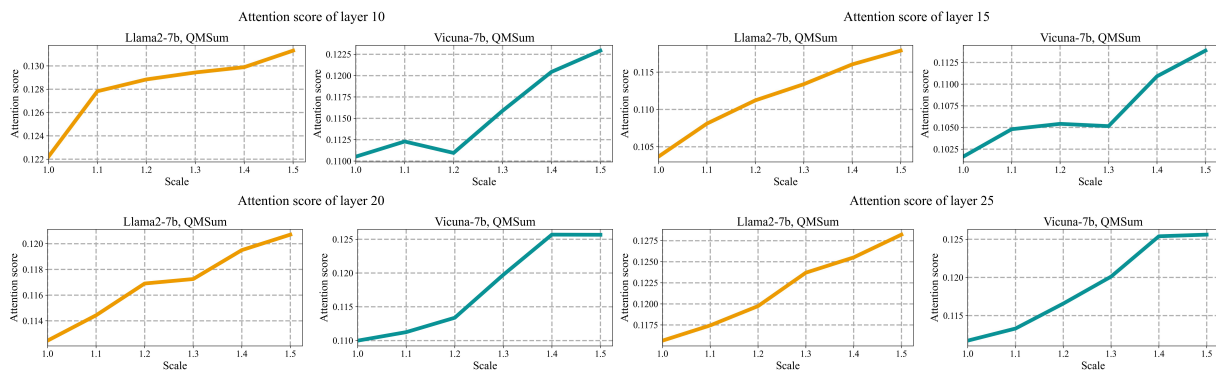 Attention score of layer 10
Attention score of layer 15
Llama2-7b, QMSum
Vicuna-7b, QMSum
Llama2-7b, QMSum
Vicuna-7b, QMSum
Attention score
0.130
0.128
0.126
0.124
0.122
1.0 1.1 1.2 1.3 1.4 1.5
Scale
Attention score
0.1225
0.1200
0.1175
0.1150
0.1125
0.1100
1.0 1.1 1.2 1.3 1.4 1.5
Scale
Attention score
0.115
0.110
0.105
1.0 1.1 1.2 1.3 1.4 1.5
Scale
Attention score
0.1125
0.1100
0.1075
0.1050
0.1025
1.0 1.1 1.2 1.3 1.4 1.5
Scale
Attention score of layer 20
Attention score of layer 25
Llama2-7b, QMSum
Vicuna-7b, QMSum
Llama2-7b, QMSum
Vicuna-7b, QMSum
Attention score
0.120
0.118
0.116
0.114
1.0 1.1 1.2 1.3 1.4 1.5
Scale
Attention score
0.125
0.120
0.115
0.110
1.0 1.1 1.2 1.3 1.4 1.5
Scale
Attention score
0.1275
0.1250
0.1225
0.1200
0.1175
1.0 1.1 1.2 1.3 1.4 1.5
Scale
Attention score
0.125
0.120
0.115
1.0 1.1 1.2 1.3 1.4 1.5
Scale